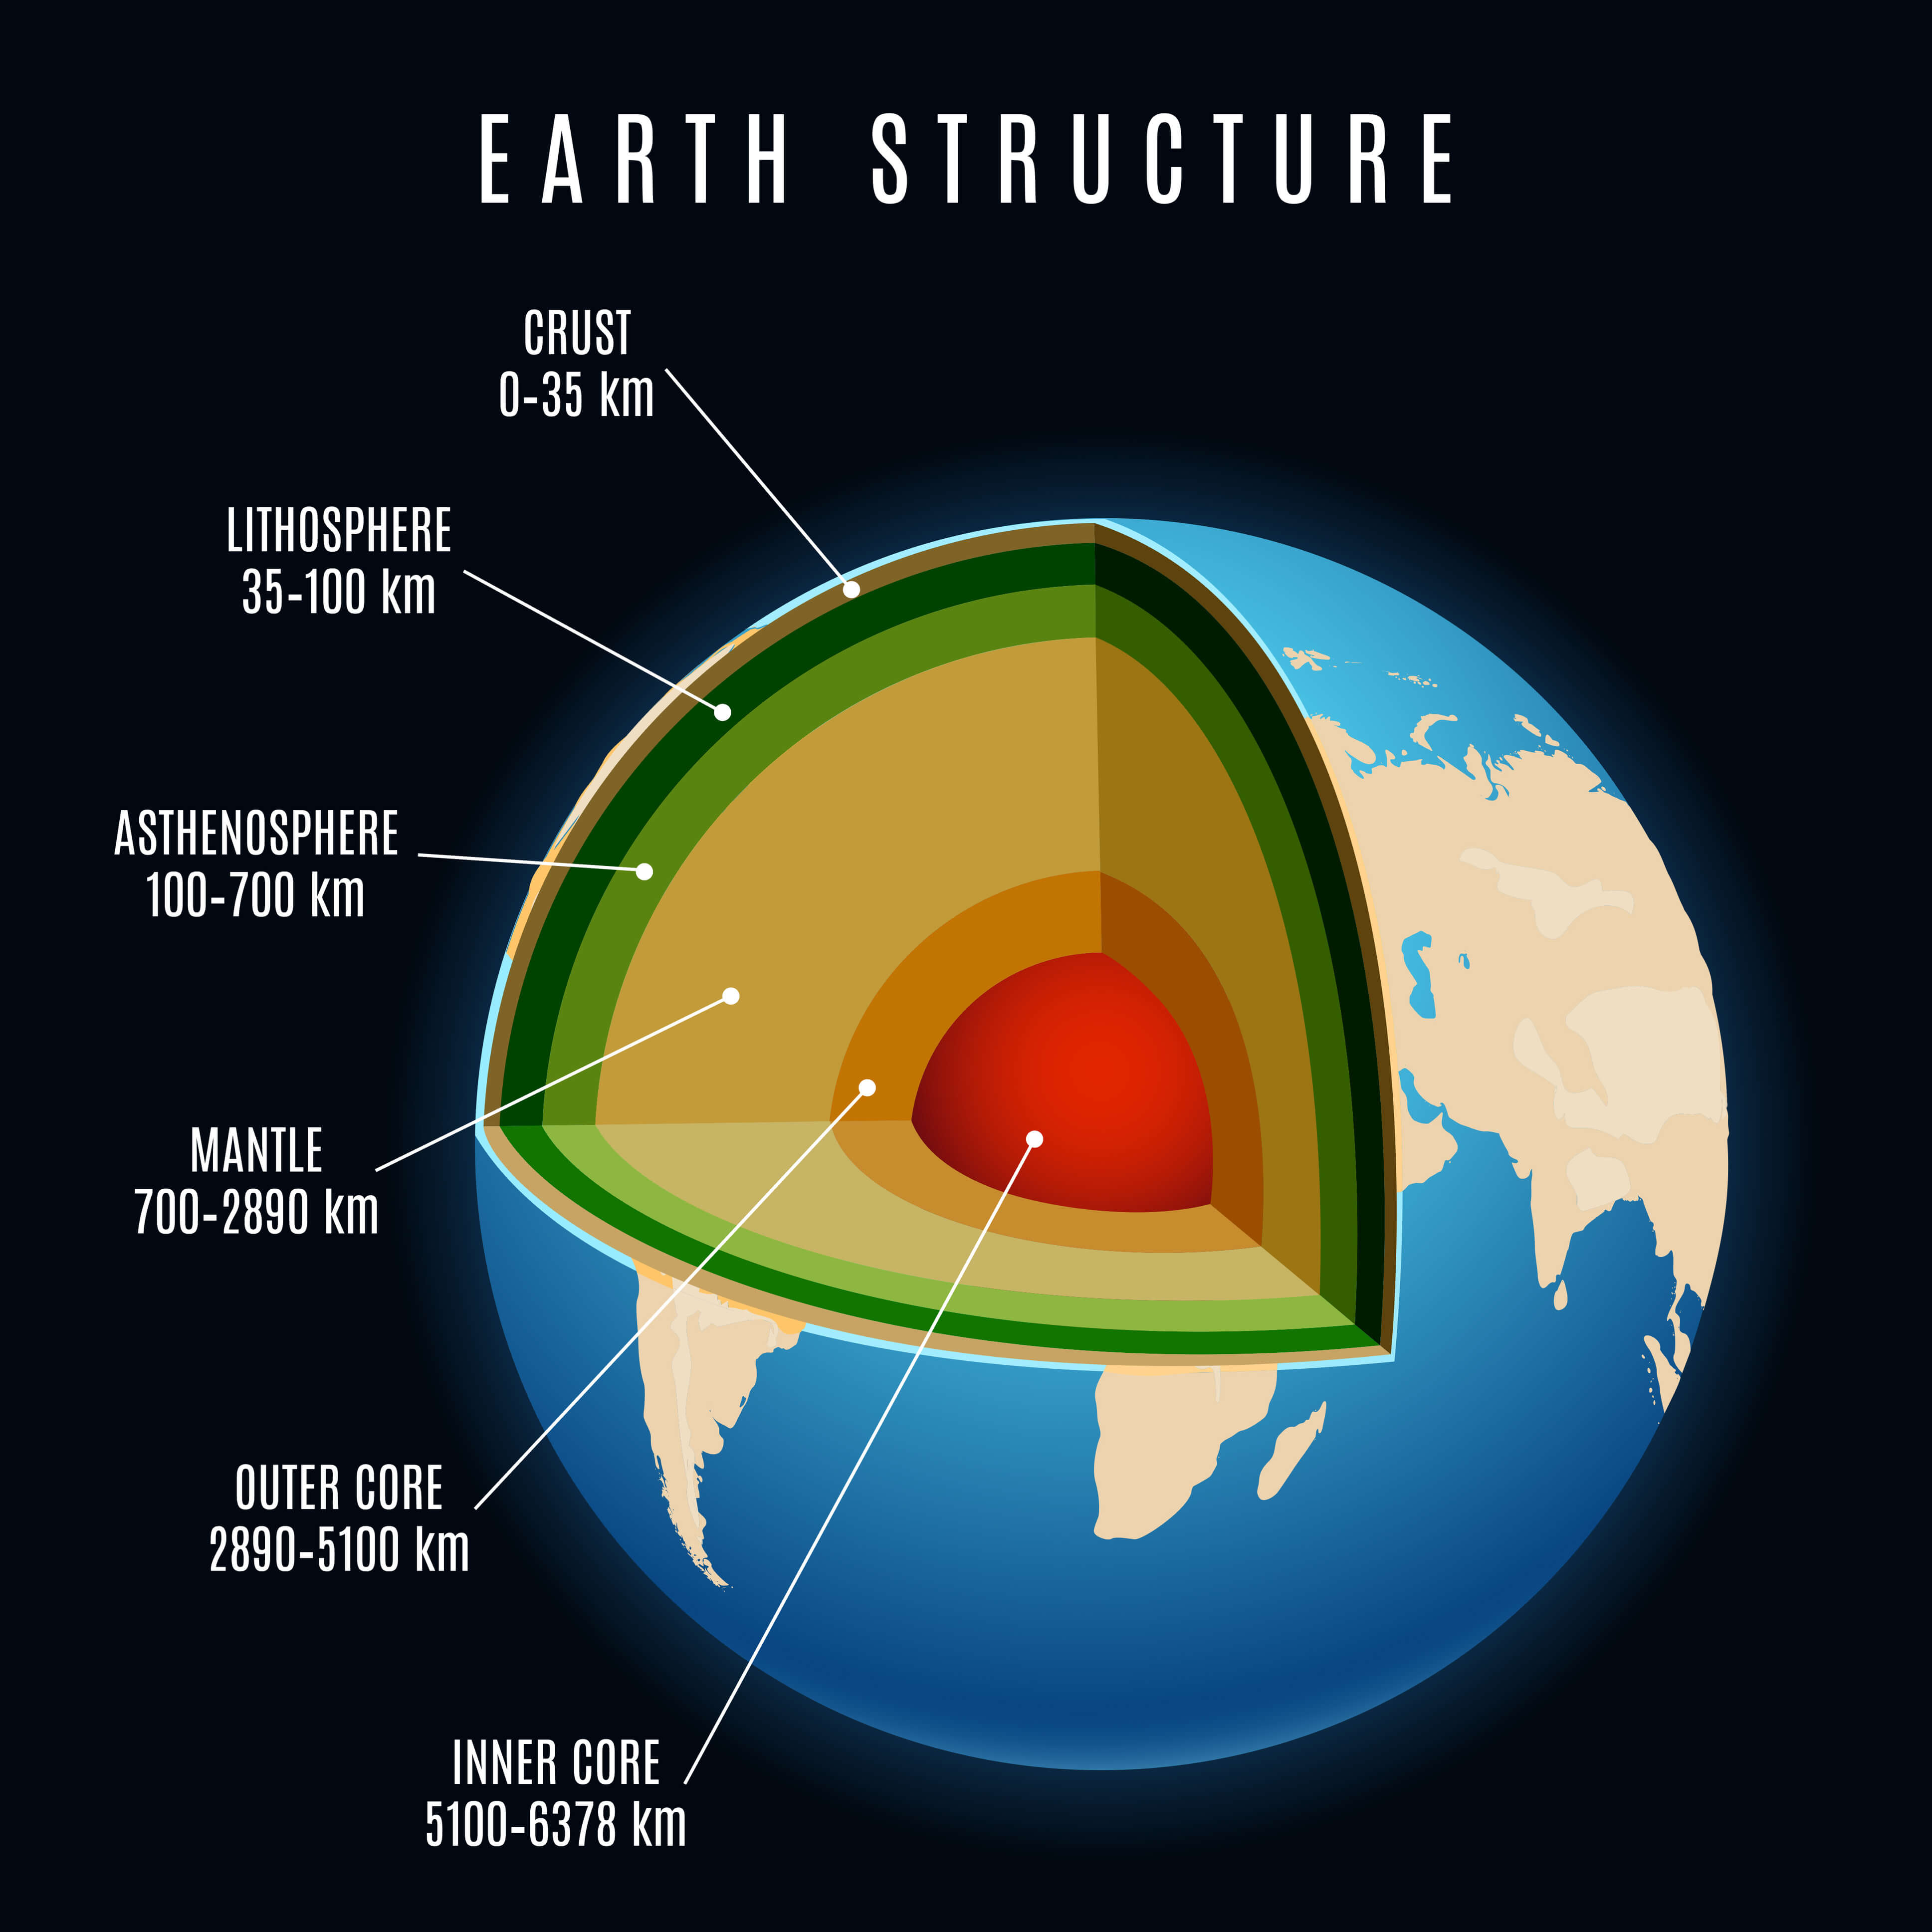 EARTH STRUCTURE
CRUST
0-35 km
LITHOSPHERE
35-100 km
ASTHENOSPHERE
100-700 km
MANTLE
700-2890 km
OUTER CORE
2890-5100 km
INNER CORE
5100-6378 km